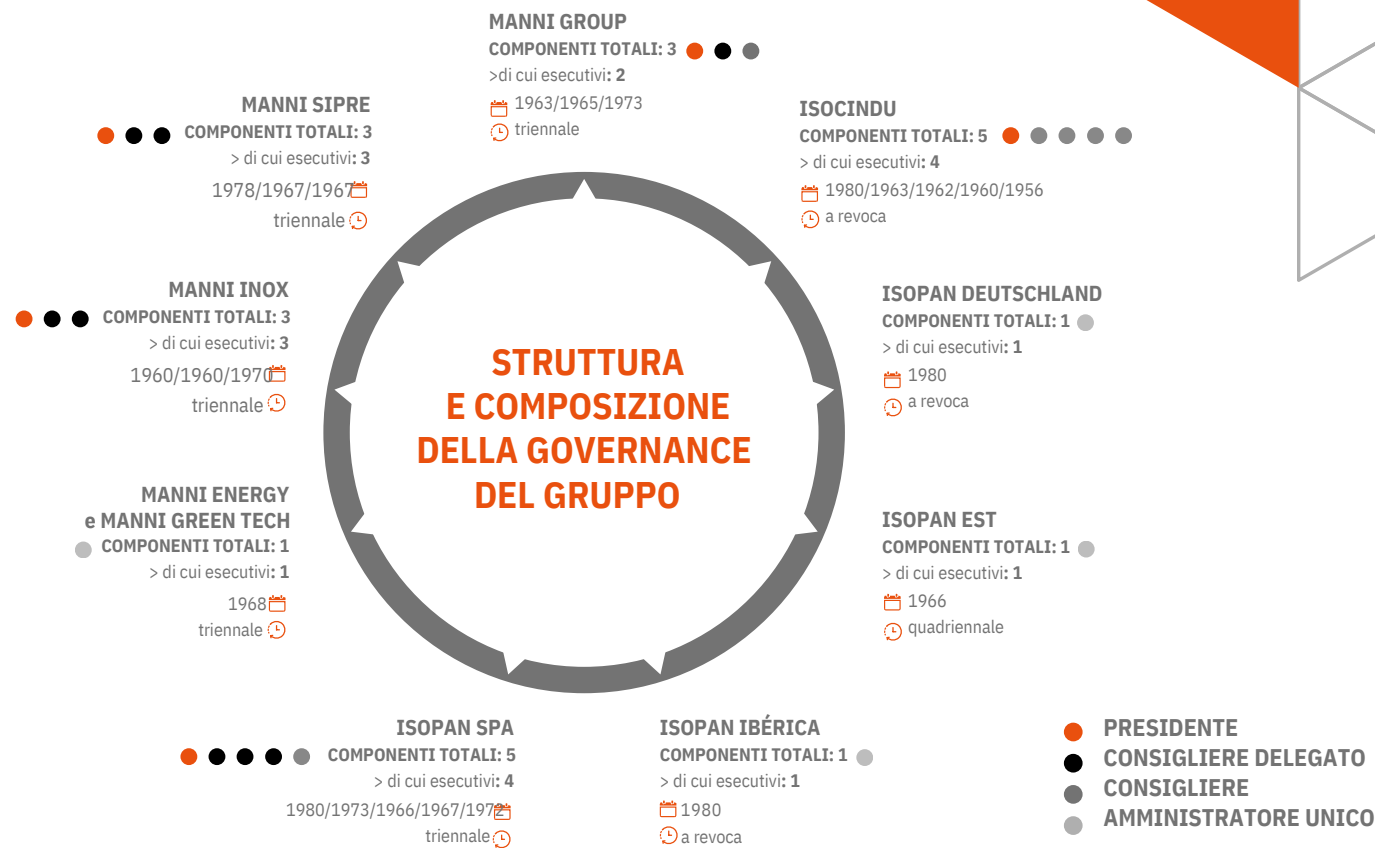 MANNI GROUP
COMPONENTI TOTALI: 3
>di cui esecutivi: 2
1963/1965/1973
triennale
MANNI SIPRE
COMPONENTI TOTALI: 3
> di cui esecutivi: 3
1978/1967/1967
triennale
ISOCINDU
COMPONENTI TOTALI: 5
> di cui esecutivi: 4
1980/1963/1962/1960/1956
a revoca
MANNI INOX
COMPONENTI TOTALI: 3
> di cui esecutivi: 3
1960/1960/1970
triennale
ISOPAN DEUTSCHLAND
COMPONENTI TOTALI: 1
> di cui esecutivi: 1
1980
a revoca
STRUTTURA
E COMPOSIZIONE
DELLA GOVERNANCE
DEL GRUPPO
MANNI ENERGY
e MANNI GREEN TECH
COMPONENTI TOTALI: 1
> di cui esecutivi: 1
1968
triennale
ISOPAN EST
COMPONENTI TOTALI: 1
> di cui esecutivi: 1
1966
quadriennale
ISOPAN SPA
COMPONENTI TOTALI: 5
> di cui esecutivi: 4
1980/1973/1966/1967/1972
triennale
ISOPAN IBÉRICA
COMPONENTI TOTALI: 1
> di cui esecutivi: 1
1980
a revoca
PRESIDENTE
CONSIGLIERE DELEGATO
CONSIGLIERE
AMMINISTRATORE UNICO